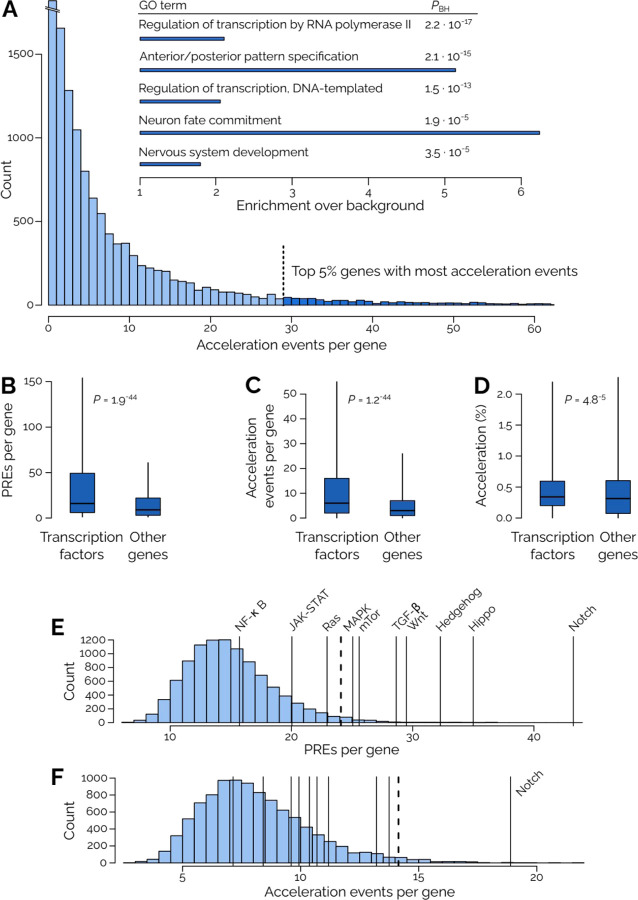 A
GO term P_BH
Regulation of transcription by RNA polymerase II 2.2 · 10⁻¹⁷
Anterior/posterior pattern specification 2.1 · 10⁻¹⁵
Regulation of transcription, DNA-templated 1.5 · 10⁻¹³
Neuron fate commitment 1.9 · 10⁻⁵
Nervous system development 3.5 · 10⁻⁵
1 2 3 4 5 6
Enrichment over background
1500
1000
500
0
Count
Top 5% genes with most acceleration events
0 10 20 30 40 50 60
Acceleration events per gene
B
PREs per gene
150
100
50
0
P = 1.9⁻⁴⁴
Transcription factors
Other genes
C
Acceleration events per gene
50
40
30
20
10
0
P = 1.2⁻⁴⁴
Transcription factors
Other genes
D
Acceleration (%)
2.0
1.5
1.0
0.5
0.0
P = 4.8⁻⁵
Transcription factors
Other genes
E
NF-κ B
JAK-STAT
Ras
MAPK
mTor
TGF-β
Wnt
Hedgehog
Hippo
Notch
Count
1200
1000
800
600
400
200
0
10 20 30 40
PREs per gene
F
Notch
Count
1000
800
600
400
200
0
5 10 15 20
Acceleration events per gene